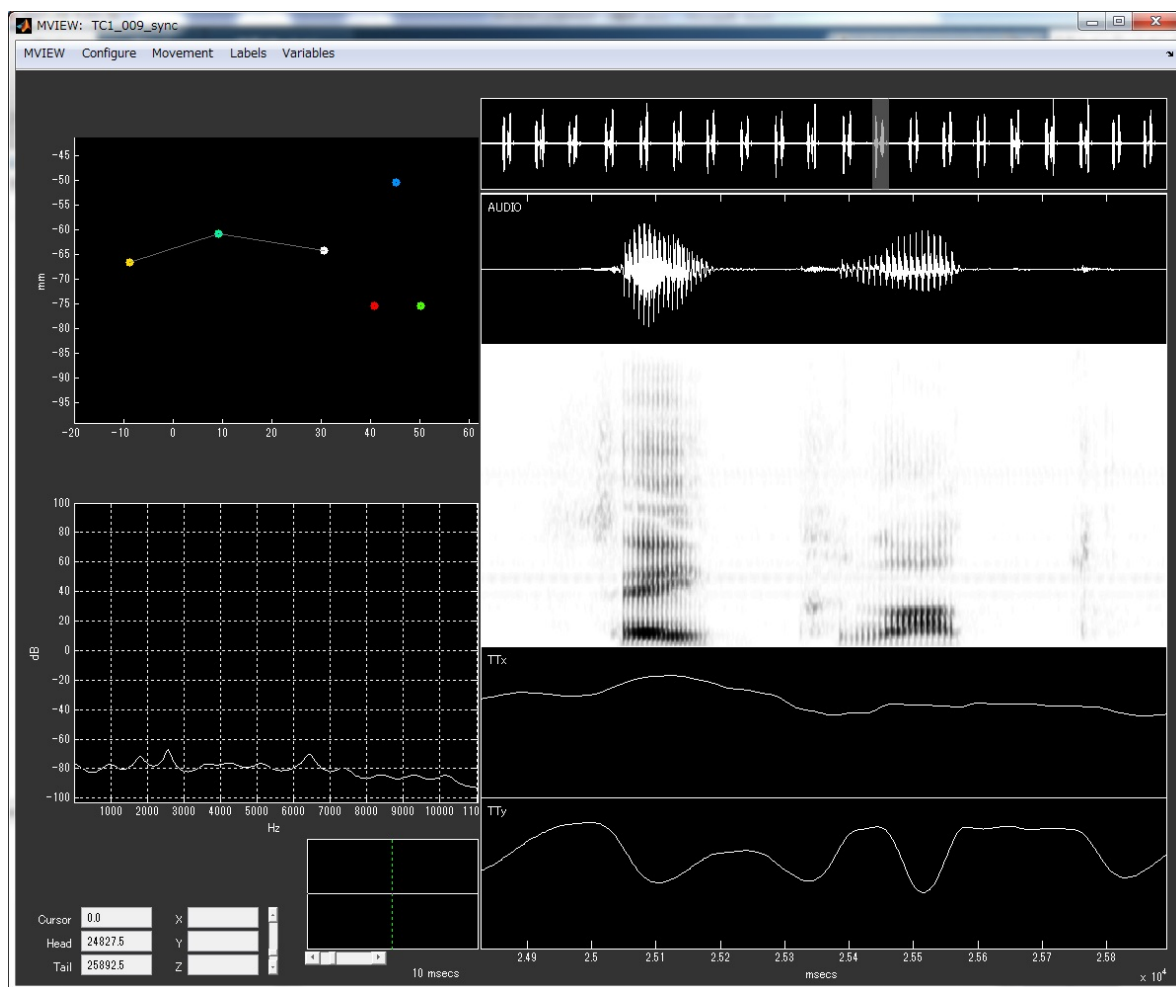 MVIEW: TC1_009_sync
MVIEW Configure Movement Labels Variables
-45
-50
-55
-60
-65
-70
-75
-80
-85
-90
-95
mm
-20 -10 0 10 20 30 40 50 60
AUDIO
100
80
60
40
20
0
-20
-40
-60
-80
-100
dB
1000 2000 3000 4000 5000 6000 7000 8000 9000 10000 110
Hz
TTx
TTy
Cursor 0.0 X
Head 24827.5 Y
Tail 25892.5 Z
10 msecs
2.49 2.5 2.51 2.52 2.53 2.54 2.55 2.56 2.57 2.58
msecs
x 10^4